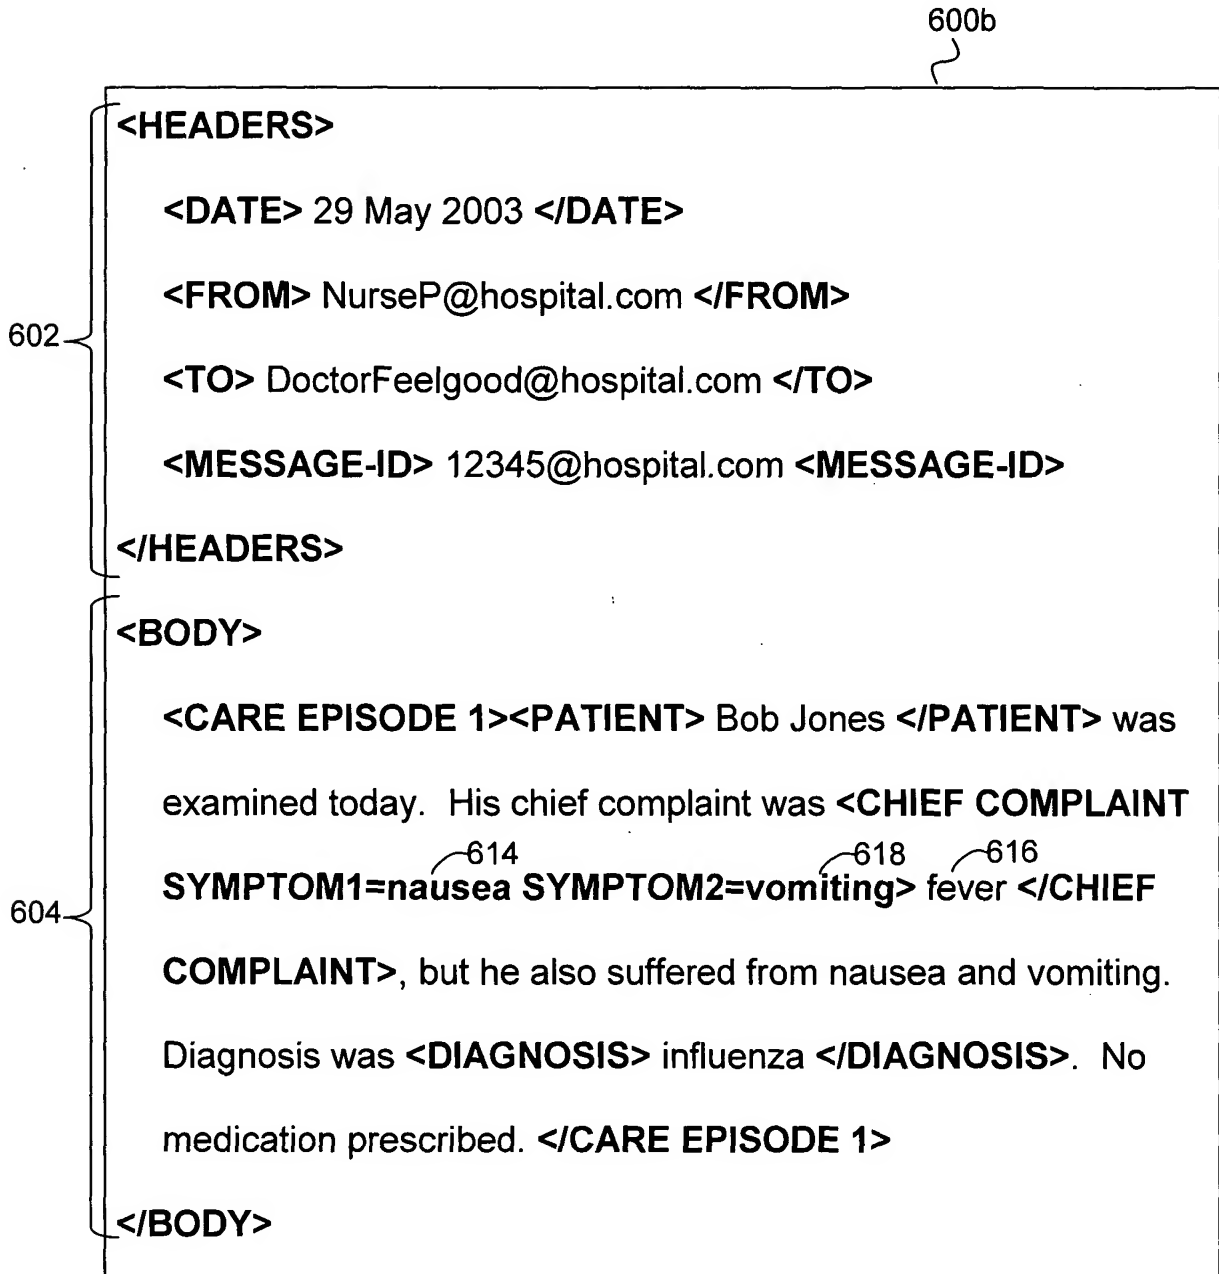 600b
<HEADERS>
<DATE> 29 May 2003 </DATE>
<FROM> NurseP@hospital.com </FROM>
602
<TO> DoctorFeelgood@hospital.com </TO>
<MESSAGE-ID> 12345@hospital.com <MESSAGE-ID>
</HEADERS>
<BODY>
<CARE EPISODE 1><PATIENT> Bob Jones </PATIENT> was
examined today. His chief complaint was <CHIEF COMPLAINT
614 618 616
SYMPTOM1=nausea SYMPTOM2=vomiting> fever </CHIEF
604
COMPLAINT>, but he also suffered from nausea and vomiting.
Diagnosis was <DIAGNOSIS> influenza </DIAGNOSIS>. No
medication prescribed. </CARE EPISODE 1>
</BODY>